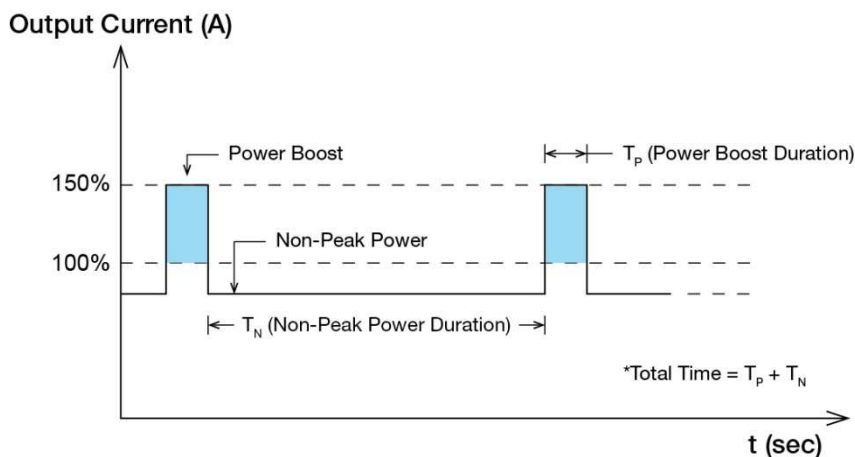 Output Current (A)
Power Boost
T_P (Power Boost Duration)
150%
Non-Peak Power
100%
T_N (Non-Peak Power Duration)
*Total Time = T_P + T_N
t (sec)